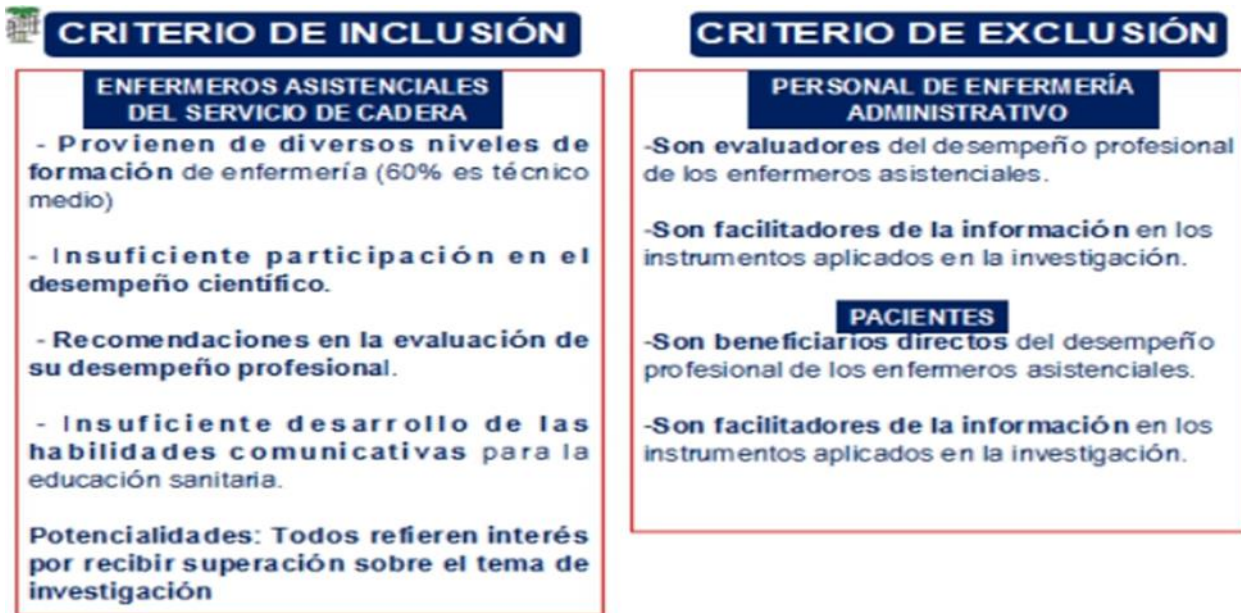 CRITERIO DE INCLUSIÓN
ENFERMEROS ASISTENCIALES
DEL SERVICIO DE CADERA
- Provienen de diversos niveles de
formación de enfermería (60% es técnico
medio)
- Insuficiente participación en el
desempeño científico.
- Recomendaciones en la evaluación de
su desempeño profesional.
- Insuficiente desarrollo de las
habilidades comunicativas para la
educación sanitaria.
Potencialidades: Todos refieren interés
por recibir superación sobre el tema de
investigación
CRITERIO DE EXCLUSIÓN
PERSONAL DE ENFERMERÍA
ADMINISTRATIVO
-Son evaluadores del desempeño profesional
de los enfermeros asistenciales.
-Son facilitadores de la información en los
instrumentos aplicados en la investigación.
PACIENTES
-Son beneficiarios directos del desempeño
profesional de los enfermeros asistenciales.
-Son facilitadores de la información en los
instrumentos aplicados en la investigación.